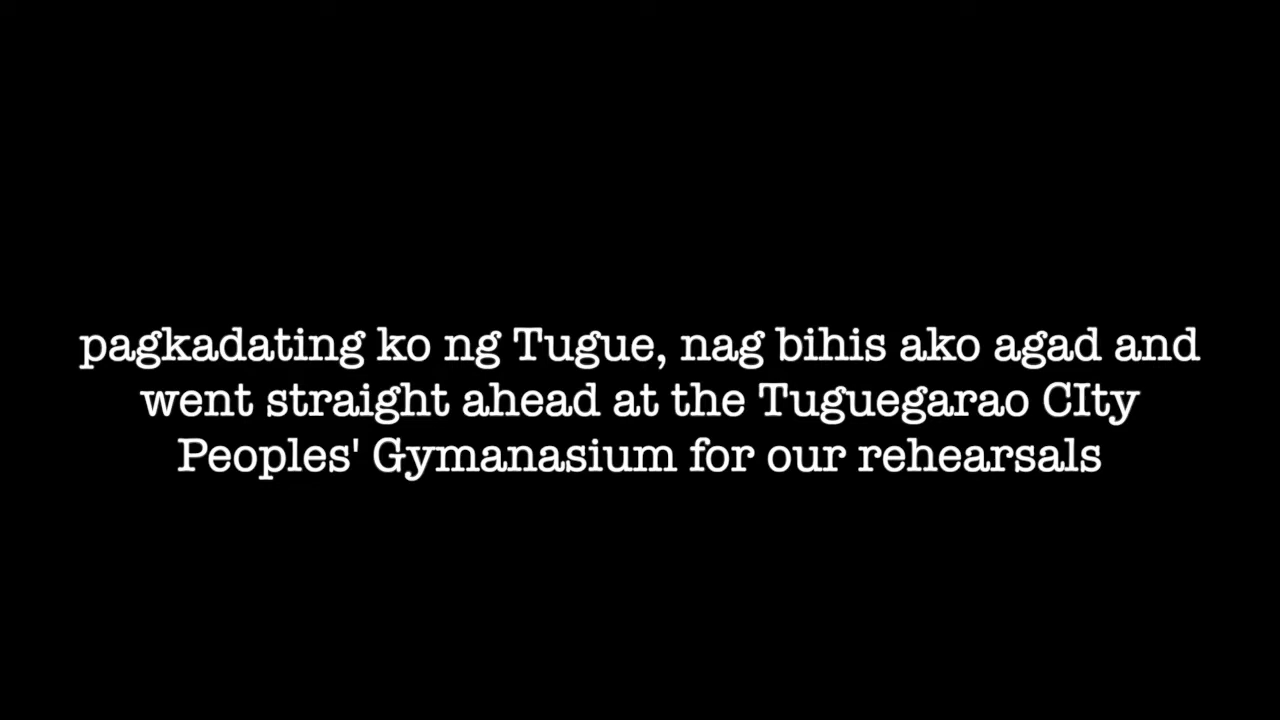 pagkadating ko ng Tugue, nag bihis ako agad and
went straight ahead at the Tuguegarao CIty
Peoples' Gymanasium for our rehearsals